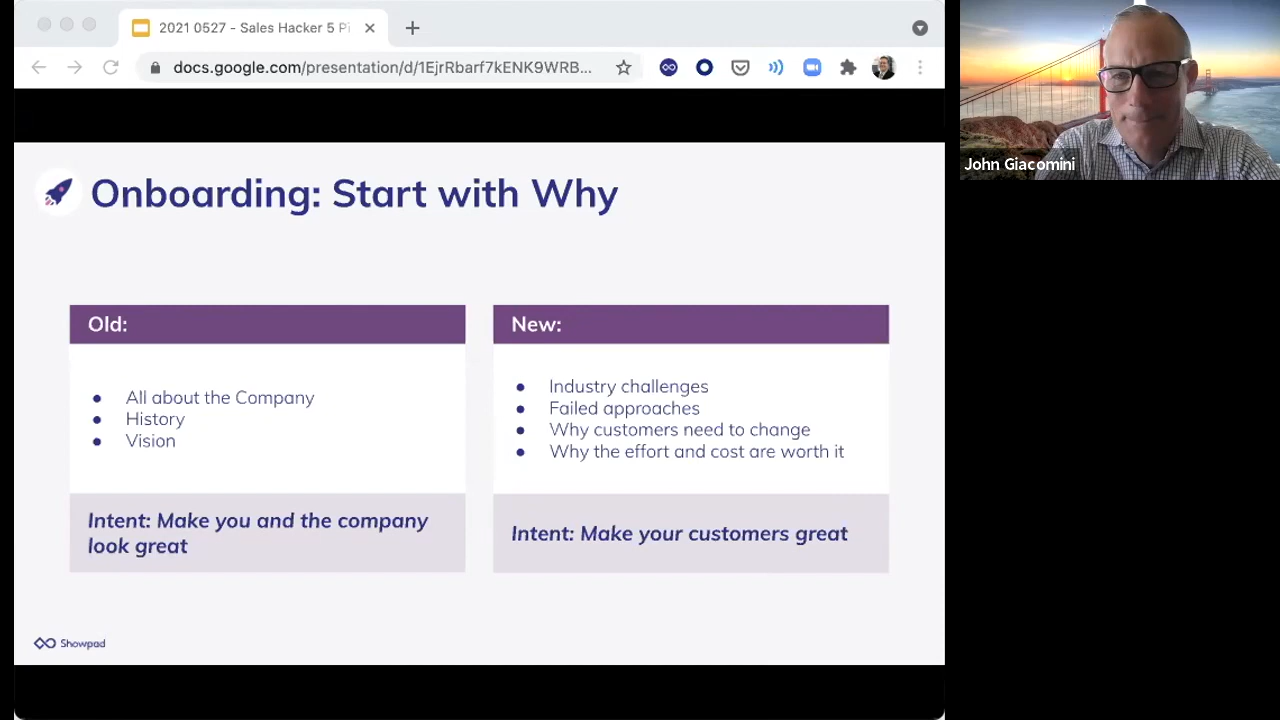 2021 0527 - Sales Hacker 5 Pi
docs.google.com/presentation/d/1EjrRbarf7kENK9WRB...
John Giacomini
Onboarding: Start with Why
Old:
● All about the Company
● History
● Vision
Intent: Make you and the company
look great
New:
● Industry challenges
● Failed approaches
● Why customers need to change
● Why the effort and cost are worth it
Intent: Make your customers great
Showpad